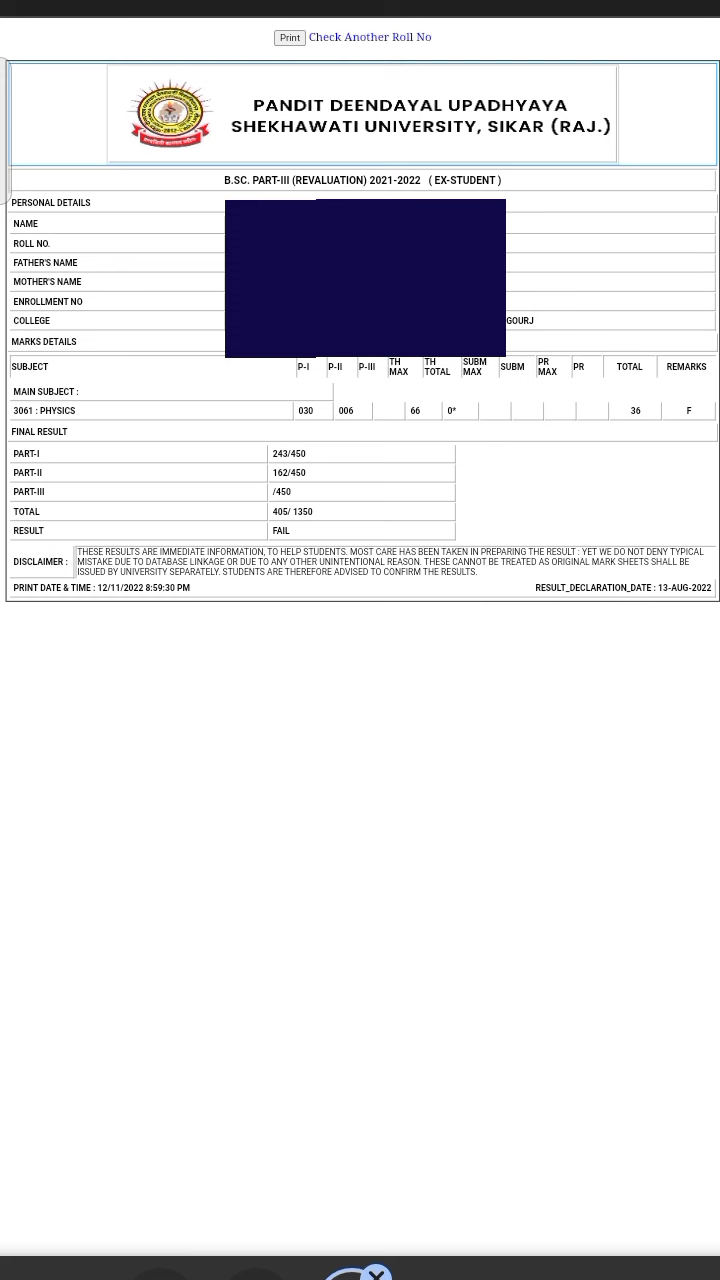 Print Check Another Roll No
PANDIT DEENDAYAL UPADHYAYA
SHEKHAWATI UNIVERSITY, SIKAR (RAJ.)
B.SC. PART-III (REVALUATION) 2021-2022 ( EX-STUDENT )
PERSONAL DETAILS
NAME
ROLL NO.
FATHER'S NAME
MOTHER'S NAME
ENROLLMENT NO
COLLEGE GOURJ
MARKS DETAILS
SUBJECT P-I P-II P-III TH MAX TH TOTAL SUBM MAX SUBM PR MAX PR TOTAL REMARKS
MAIN SUBJECT :
3061 : PHYSICS 030 006 66 0* 36 F
FINAL RESULT
PART-I 243/450
PART-II 162/450
PART-III /450
TOTAL 405/ 1350
RESULT FAIL
DISCLAIMER : THESE RESULTS ARE IMMEDIATE INFORMATION, TO HELP STUDENTS. MOST CARE HAS BEEN TAKEN IN PREPARING THE RESULT : YET WE DO NOT DENY TYPICAL
MISTAKE DUE TO DATABASE LINKAGE OR DUE TO ANY OTHER UNINTENTIONAL REASON. THESE CANNOT BE TREATED AS ORIGINAL MARK SHEETS SHALL BE
ISSUED BY UNIVERSITY SEPARATELY. STUDENTS ARE THEREFORE ADVISED TO CONFIRM THE RESULTS.
PRINT DATE & TIME : 12/11/2022 8:59:30 PM RESULT_DECLARATION_DATE : 13-AUG-2022